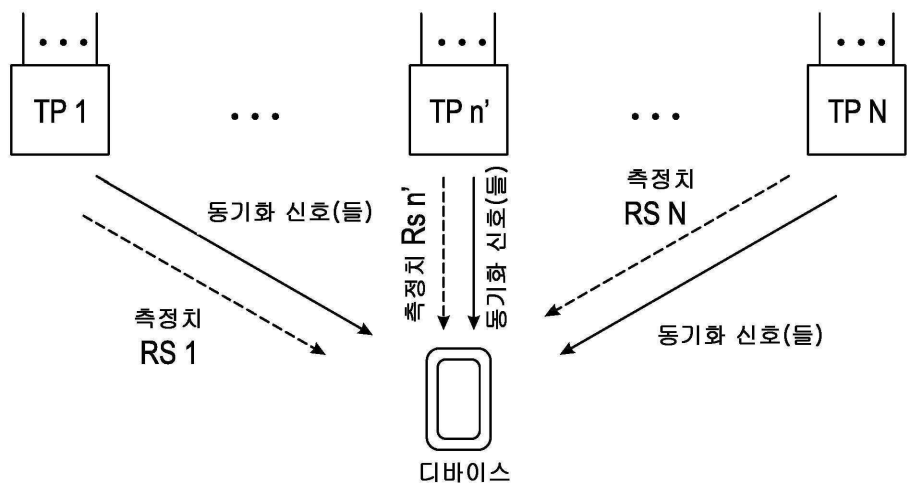 TP 1
TP n'
TP N
동기화 신호(들)
측정치
RS 1
측정치 Rs n'
동기화 신호(들)
측정치
RS N
동기화 신호(들)
디바이스